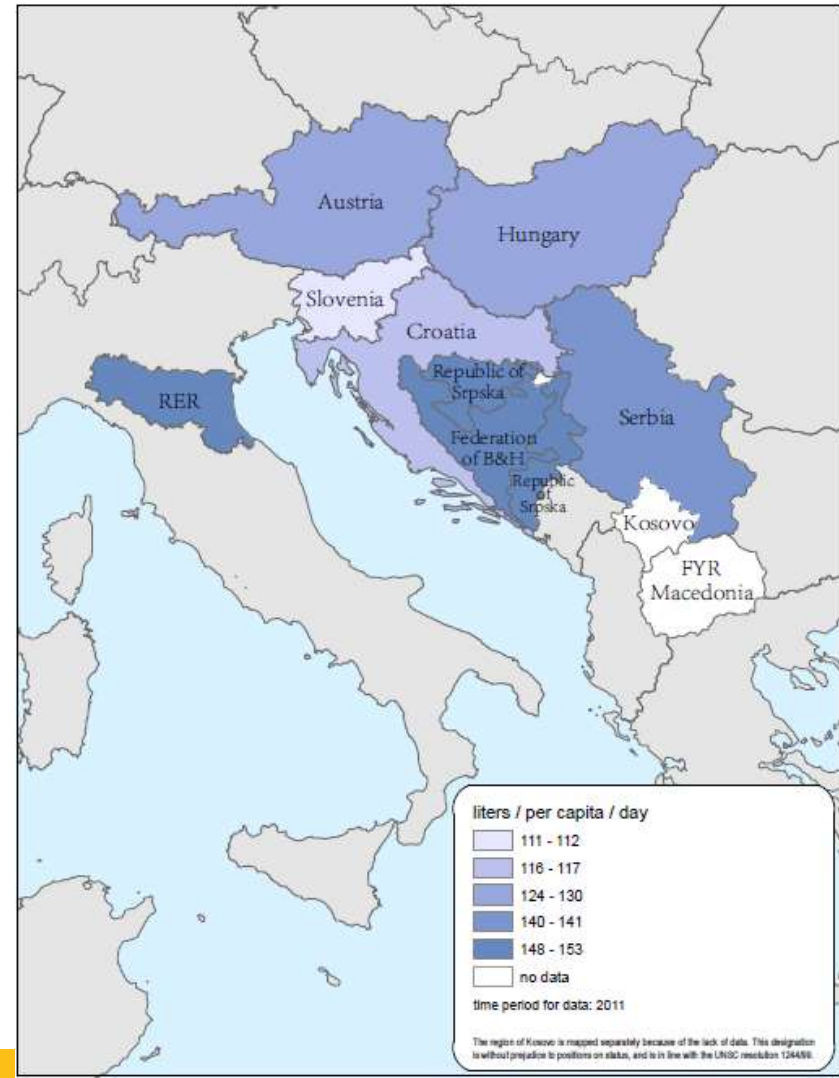 Austria
Hungary
Slovenia
Croatia
RER
Republic of
Srpska
Serbia
Federation
of B&H
Republic
of
Srpska
Kosovo
FYR
Macedonia
liters / per capita / day
111 - 112
116 - 117
124 - 130
140 - 141
148 - 153
no data
time period for data: 2011
The region of Kosovo is mapped separately because of the lack of data. This designation
is without prejudice to positions on status, and is in line with the UNSC resolution 1244/99.